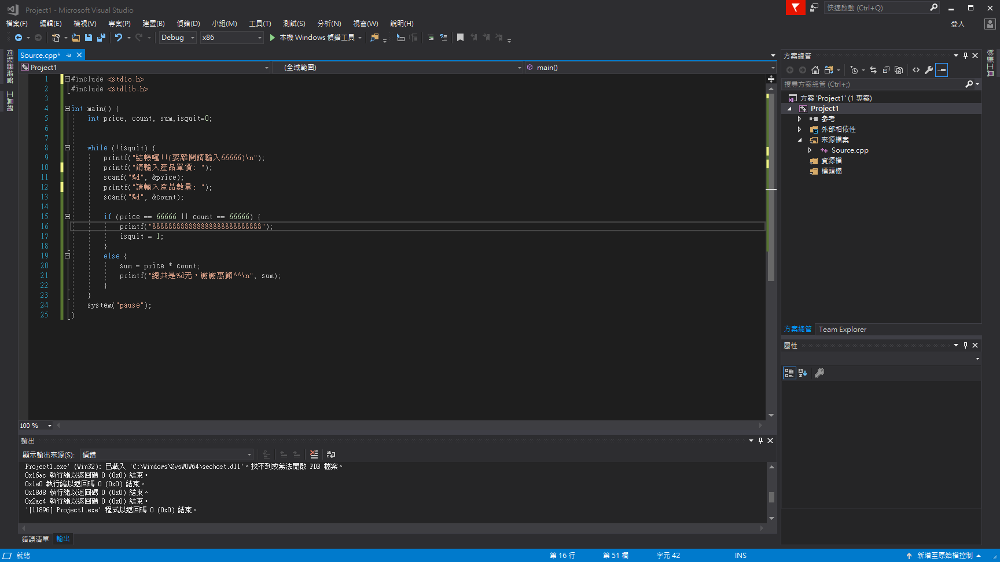 Project1 - Microsoft Visual Studio
快速啟動 (Ctrl+Q)
檔案(F) 編輯(E) 檢視(V) 專案(P) 建置(B) 偵錯(D) 小組(M) 工具(T) 測試(S) 分析(N) 視窗(W) 說明(H)
登入
Debug x86 本機 Windows 偵錯工具
伺服器總管
工具箱
診斷工具
Source.cpp*
Project1 (全域範圍) main()
1 #include <stdio.h>
2 #include <stdlib.h>
3
4 int main() {
5 int price, count, sum,isquit=0;
6
7
8 while (!isquit) {
9 printf("結帳囉!!(要離開請輸入66666)\n");
10 printf("請輸入產品單價: ");
11 scanf("%d", &price);
12 printf("請輸入產品數量: ");
13 scanf("%d", &count);
14
15 if (price == 66666 || count == 66666) {
16 printf("888888888888888888888888888");
17 isquit = 1;
18 }
19 else {
20 sum = price * count;
21 printf("總共是%d元，謝謝惠顧^^\n", sum);
22 }
23 }
24 system("pause");
25 }
100 %
輸出
顯示輸出來源(S): 偵錯
Project1.exe' (Win32): 已載入 'C:\Windows\SysWOW64\sechost.dll'。找不到或無法開啟 PDB 檔案。
0x16ac 執行緒以返回碼 0 (0x0) 結束。
0x1e0 執行緒以返回碼 0 (0x0) 結束。
0x18d8 執行緒以返回碼 0 (0x0) 結束。
0x2ac4 執行緒以返回碼 0 (0x0) 結束。
'[11896] Project1.exe' 程式以返回碼 0 (0x0) 結束。
錯誤清單 輸出
方案總管
搜尋方案總管 (Ctrl+;)
方案 'Project1' (1 專案)
Project1
參考
外部相依性
來源檔案
Source.cpp
資源檔
標頭檔
方案總管 Team Explorer
屬性
就緒 第 16 行 第 51 欄 字元 42 INS 新增至原始檔控制